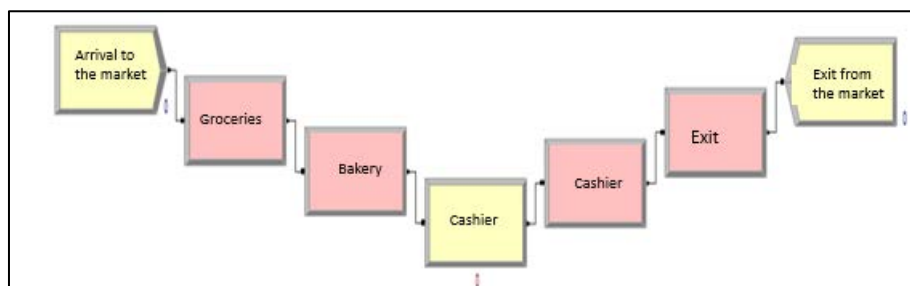 Arrival to
the market
Groceries
Bakery
Cashier
Cashier
Exit
Exit from
the market